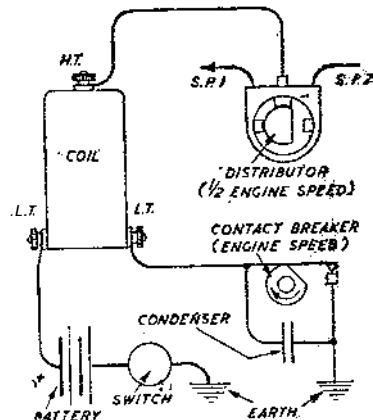 H.T.
S.P.1
S.P.2
COIL
DISTRIBUTOR
(½ ENGINE SPEED)
L.T.
L.T.
CONTACT BREAKER
(ENGINE SPEED)
CONDENSER
+
BATTERY
SWITCH
EARTH